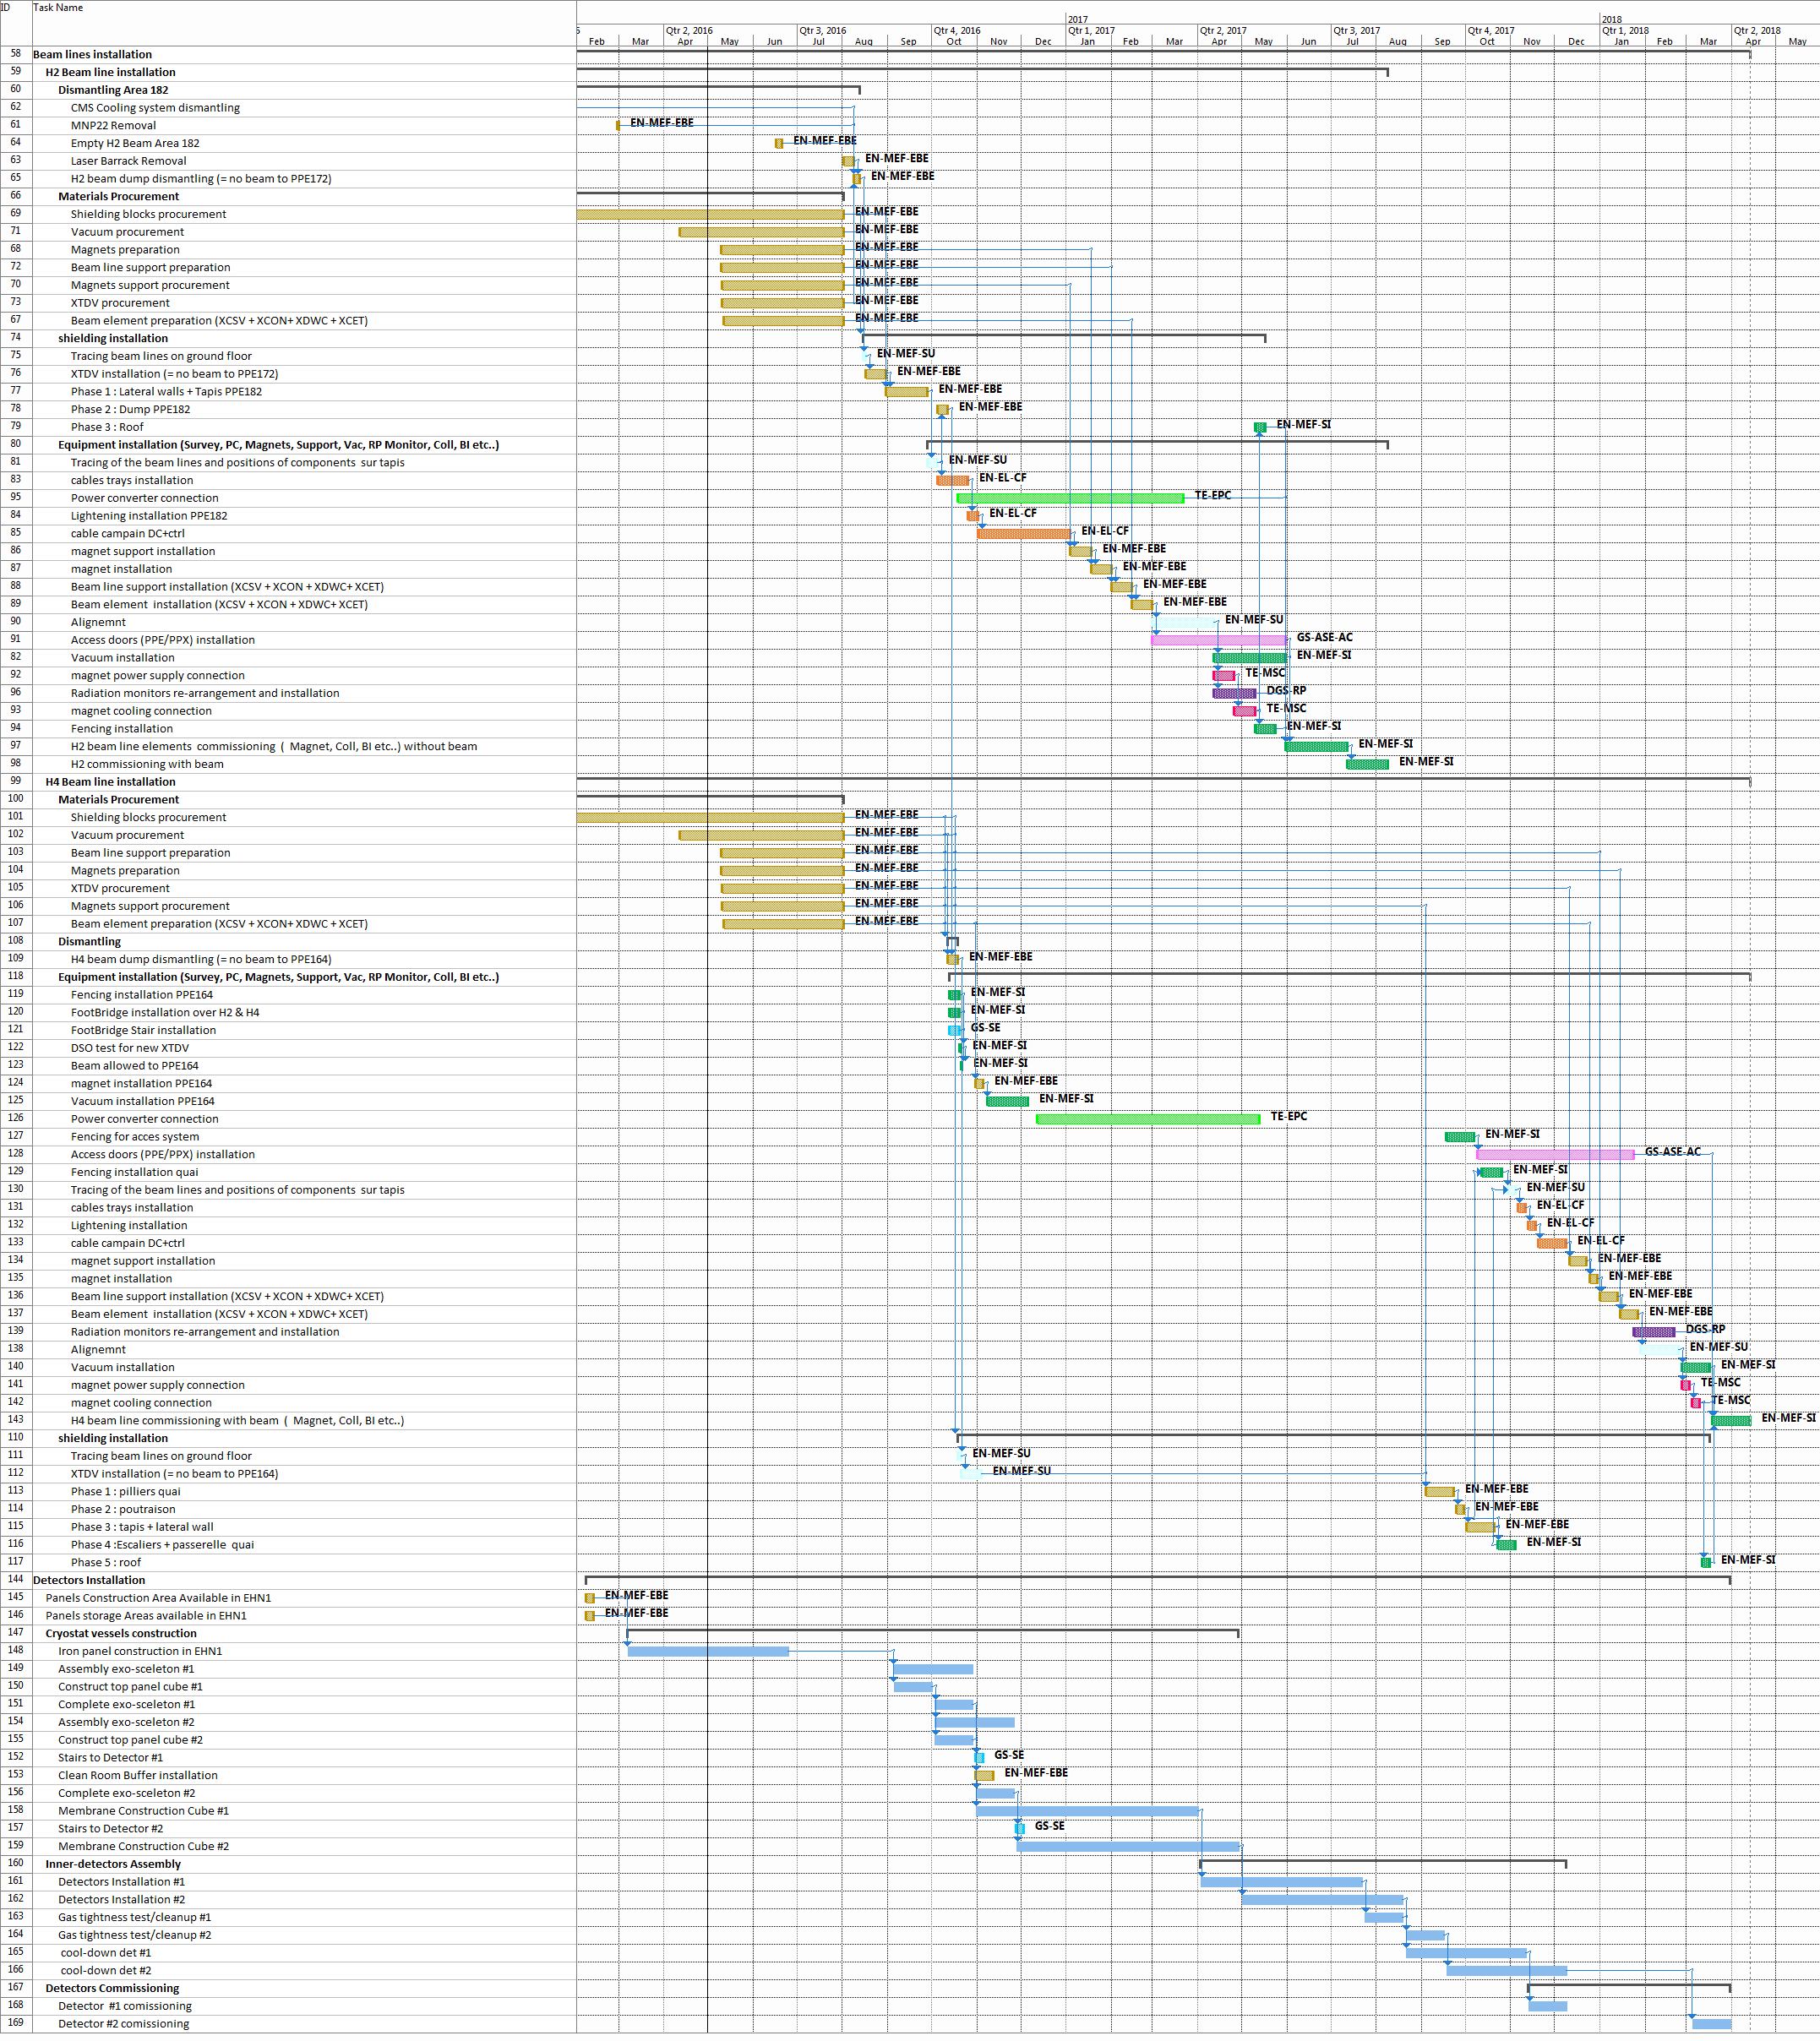 ID Task Name
2017 2018
5 Qtr 2, 2016 Qtr 3, 2016 Qtr 4, 2016 Qtr 1, 2017 Qtr 2, 2017 Qtr 3, 2017 Qtr 4, 2017 Qtr 1, 2018 Qtr 2, 2018
Feb Mar Apr May Jun Jul Aug Sep Oct Nov Dec Jan Feb Mar Apr May Jun Jul Aug Sep Oct Nov Dec Jan Feb Mar Apr May
58 Beam lines installation
59 H2 Beam line installation
60 Dismantling Area 182
62 CMS Cooling system dismantling
61 MNP22 Removal EN-MEF-EBE
64 Empty H2 Beam Area 182 EN-MEF-EBE
63 Laser Barrack Removal EN-MEF-EBE
65 H2 beam dump dismantling (= no beam to PPE172) EN-MEF-EBE
66 Materials Procurement
69 Shielding blocks procurement EN-MEF-EBE
71 Vacuum procurement EN-MEF-EBE
68 Magnets preparation EN-MEF-EBE
72 Beam line support preparation EN-MEF-EBE
70 Magnets support procurement EN-MEF-EBE
73 XTDV procurement EN-MEF-EBE
67 Beam element preparation (XCSV + XCON+ XDWC + XCET) EN-MEF-EBE
74 shielding installation
75 Tracing beam lines on ground floor EN-MEF-SU
76 XTDV installation (= no beam to PPE172) EN-MEF-EBE
77 Phase 1 : Lateral walls + Tapis PPE182 EN-MEF-EBE
78 Phase 2 : Dump PPE182 EN-MEF-EBE
79 Phase 3 : Roof EN-MEF-SI
80 Equipment installation (Survey, PC, Magnets, Support, Vac, RP Monitor, Coll, BI etc..)
81 Tracing of the beam lines and positions of components sur tapis EN-MEF-SU
83 cables trays installation EN-EL-CF
95 Power converter connection TE-EPC
84 Lightening installation PPE182 EN-EL-CF
85 cable campain DC+ctrl EN-EL-CF
86 magnet support installation EN-MEF-EBE
87 magnet installation EN-MEF-EBE
88 Beam line support installation (XCSV + XCON + XDWC+ XCET) EN-MEF-EBE
89 Beam element installation (XCSV + XCON + XDWC+ XCET) EN-MEF-EBE
90 Alignemnt EN-MEF-SU
91 Access doors (PPE/PPX) installation GS-ASE-AC
82 Vacuum installation EN-MEF-SI
92 magnet power supply connection TE-MSC
96 Radiation monitors re-arrangement and installation DGS-RP
93 magnet cooling connection TE-MSC
94 Fencing installation EN-MEF-SI
97 H2 beam line elements commissioning ( Magnet, Coll, BI etc..) without beam EN-MEF-SI
98 H2 commissioning with beam EN-MEF-SI
99 H4 Beam line installation
100 Materials Procurement
101 Shielding blocks procurement EN-MEF-EBE
102 Vacuum procurement EN-MEF-EBE
103 Beam line support preparation EN-MEF-EBE
104 Magnets preparation EN-MEF-EBE
105 XTDV procurement EN-MEF-EBE
106 Magnets support procurement EN-MEF-EBE
107 Beam element preparation (XCSV + XCON+ XDWC + XCET) EN-MEF-EBE
108 Dismantling
109 H4 beam dump dismantling (= no beam to PPE164) EN-MEF-EBE
118 Equipment installation (Survey, PC, Magnets, Support, Vac, RP Monitor, Coll, BI etc..)
119 Fencing installation PPE164 EN-MEF-SI
120 FootBridge installation over H2 & H4 EN-MEF-SI
121 FootBridge Stair installation GS-SE
122 DSO test for new XTDV EN-MEF-SI
123 Beam allowed to PPE164 EN-MEF-SI
124 magnet installation PPE164 EN-MEF-EBE
125 Vacuum installation PPE164 EN-MEF-SI
126 Power converter connection TE-EPC
127 Fencing for acces system EN-MEF-SI
128 Access doors (PPE/PPX) installation GS-ASE-AC
129 Fencing installation quai EN-MEF-SI
130 Tracing of the beam lines and positions of components sur tapis EN-MEF-SU
131 cables trays installation EN-EL-CF
132 Lightening installation EN-EL-CF
133 cable campain DC+ctrl EN-EL-CF
134 magnet support installation EN-MEF-EBE
135 magnet installation EN-MEF-EBE
136 Beam line support installation (XCSV + XCON + XDWC+ XCET) EN-MEF-EBE
137 Beam element installation (XCSV + XCON + XDWC+ XCET) EN-MEF-EBE
139 Radiation monitors re-arrangement and installation DGS-RP
138 Alignemnt EN-MEF-SU
140 Vacuum installation EN-MEF-SI
141 magnet power supply connection TE-MSC
142 magnet cooling connection TE-MSC
143 H4 beam line commissioning with beam ( Magnet, Coll, BI etc..) EN-MEF-SI
110 shielding installation
111 Tracing beam lines on ground floor EN-MEF-SU
112 XTDV installation (= no beam to PPE164) EN-MEF-SU
113 Phase 1 : pilliers quai EN-MEF-EBE
114 Phase 2 : poutraison EN-MEF-EBE
115 Phase 3 : tapis + lateral wall EN-MEF-EBE
116 Phase 4 :Escaliers + passerelle quai EN-MEF-SI
117 Phase 5 : roof EN-MEF-SI
144 Detectors Installation
145 Panels Construction Area Available in EHN1 EN-MEF-EBE
146 Panels storage Areas available in EHN1 EN-MEF-EBE
147 Cryostat vessels construction
148 Iron panel construction in EHN1
149 Assembly exo-sceleton #1
150 Construct top panel cube #1
151 Complete exo-sceleton #1
154 Assembly exo-sceleton #2
155 Construct top panel cube #2
152 Stairs to Detector #1 GS-SE
153 Clean Room Buffer installation EN-MEF-EBE
156 Complete exo-sceleton #2
158 Membrane Construction Cube #1
157 Stairs to Detector #2 GS-SE
159 Membrane Construction Cube #2
160 Inner-detectors Assembly
161 Detectors Installation #1
162 Detectors Installation #2
163 Gas tightness test/cleanup #1
164 Gas tightness test/cleanup #2
165 cool-down det #1
166 cool-down det #2
167 Detectors Commissioning
168 Detector #1 comissioning
169 Detector #2 comissioning